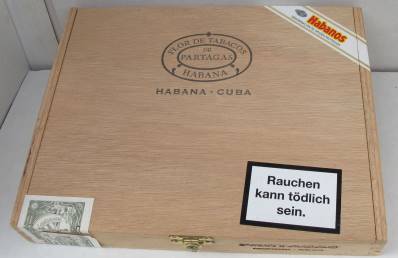 Habanos
FLOR DE TABACOS
DE
PARTAGAS
HABANA
HABANA · CUBA
Rauchen
kann tödlich
sein.